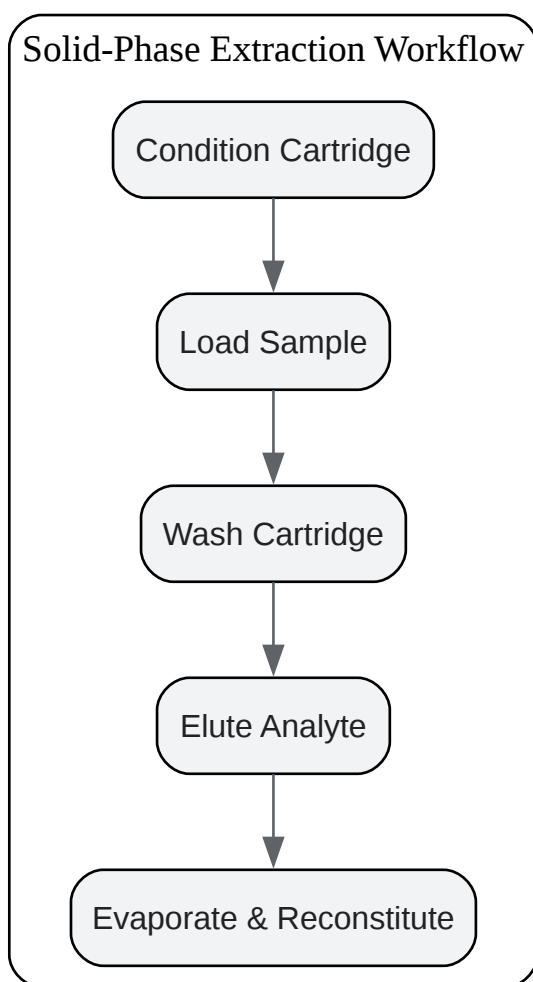 Solid-Phase Extraction Workflow
Condition Cartridge
Load Sample
Wash Cartridge
Elute Analyte
Evaporate & Reconstitute